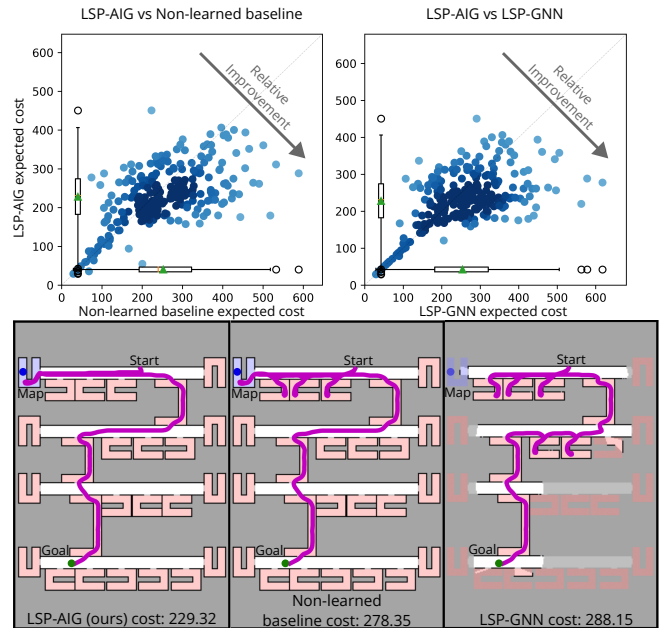 LSP-AIG vs Non-learned baseline
LSP-AIG vs LSP-GNN
LSP-AIG expected cost
600
500
400
300
200
100
0
0 100 200 300 400 500 600
Non-learned baseline expected cost
Relative
Improvement
600
500
400
300
200
100
0
0 100 200 300 400 500 600
LSP-GNN expected cost
Relative
Improvement
Start
Map
Goal
LSP-AIG (ours) cost: 229.32
Start
Map
Goal
Non-learned
baseline cost: 278.35
Start
Map
Goal
LSP-GNN cost: 288.15